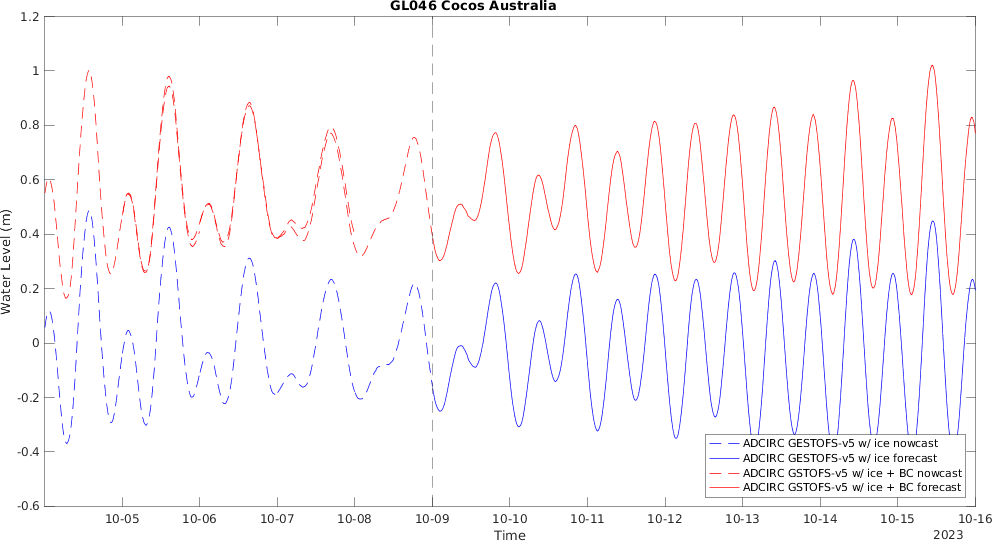 GL046 Cocos Australia
1.2
1
0.8
0.6
0.4
0.2
0
-0.2
-0.4
-0.6
Water Level (m)
ADCIRC GESTOFS-v5 w/ ice nowcast
ADCIRC GESTOFS-v5 w/ ice forecast
ADCIRC GSTOFS-v5 w/ ice + BC nowcast
ADCIRC GSTOFS-v5 w/ ice + BC forecast
10-05 10-06 10-07 10-08 10-09 10-10 10-11 10-12 10-13 10-14 10-15 10-16
Time
2023